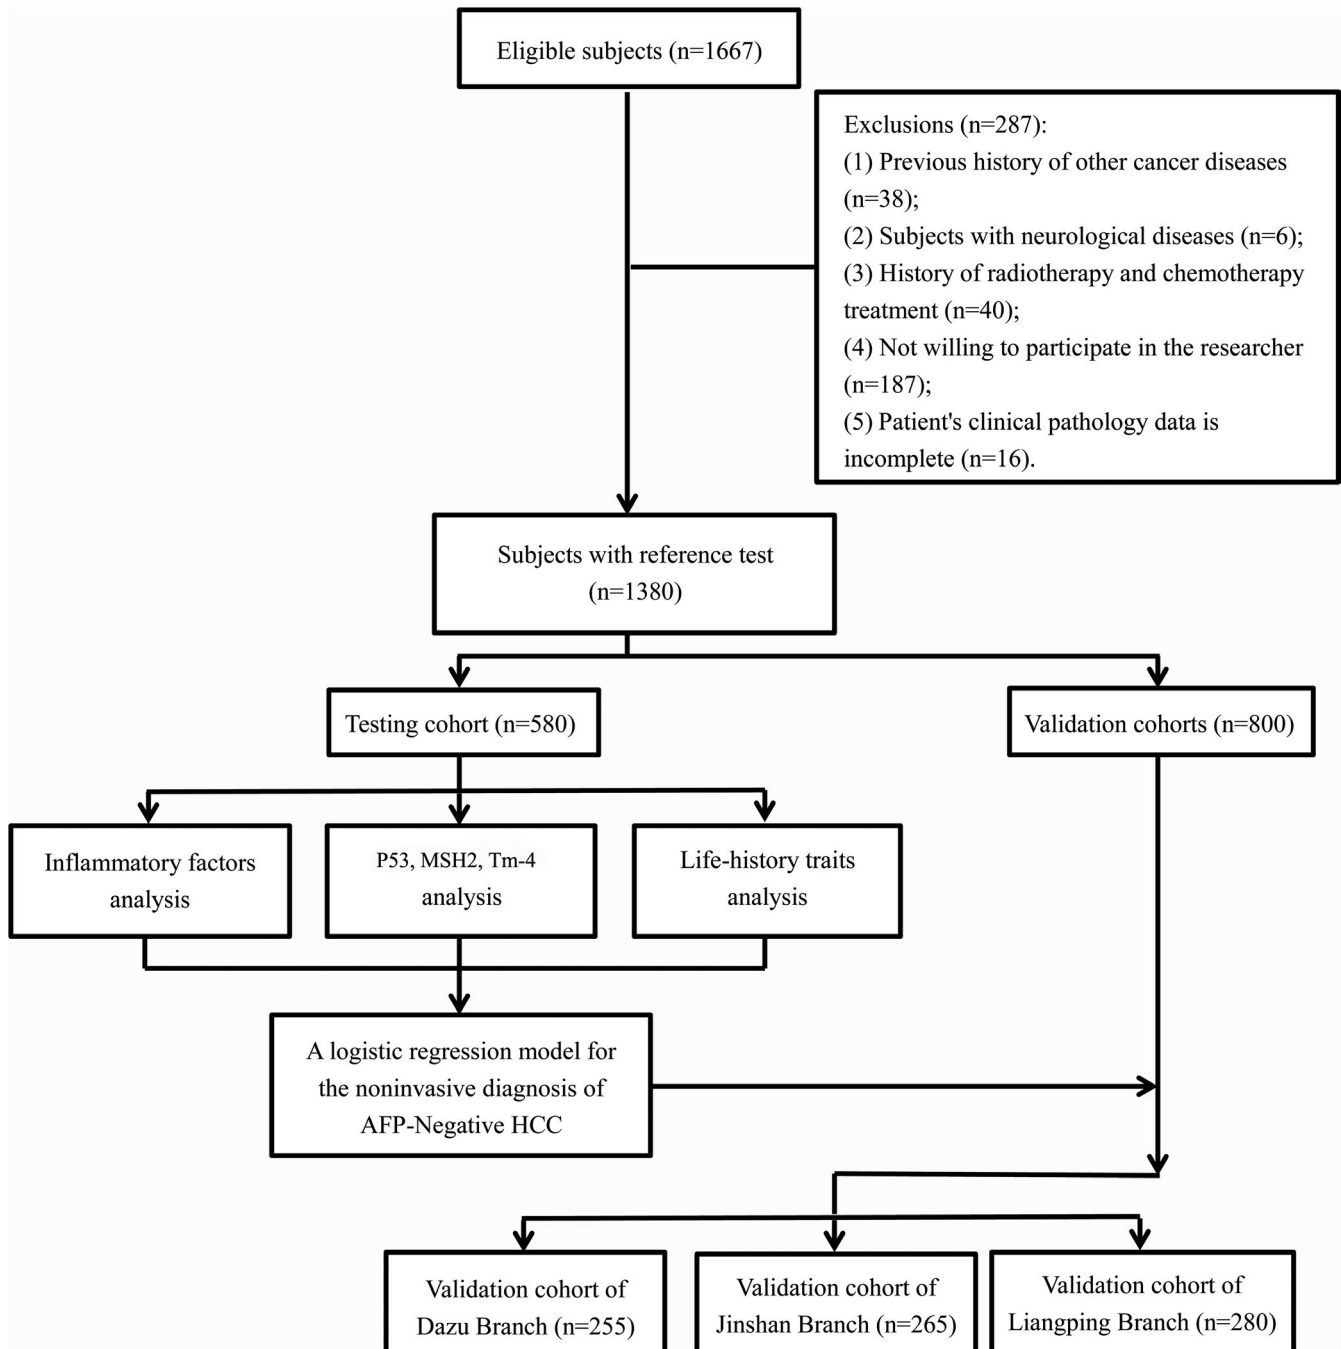 Eligible subjects (n=1667)
Exclusions (n=287):
(1) Previous history of other cancer diseases
(n=38);
(2) Subjects with neurological diseases (n=6);
(3) History of radiotherapy and chemotherapy
treatment (n=40);
(4) Not willing to participate in the researcher
(n=187);
(5) Patient's clinical pathology data is
incomplete (n=16).
Subjects with reference test
(n=1380)
Testing cohort (n=580)
Validation cohorts (n=800)
Inflammatory factors
analysis
P53, MSH2, Tm-4
analysis
Life-history traits
analysis
A logistic regression model for
the noninvasive diagnosis of
AFP-Negative HCC
Validation cohort of
Dazu Branch (n=255)
Validation cohort of
Jinshan Branch (n=265)
Validation cohort of
Liangping Branch (n=280)